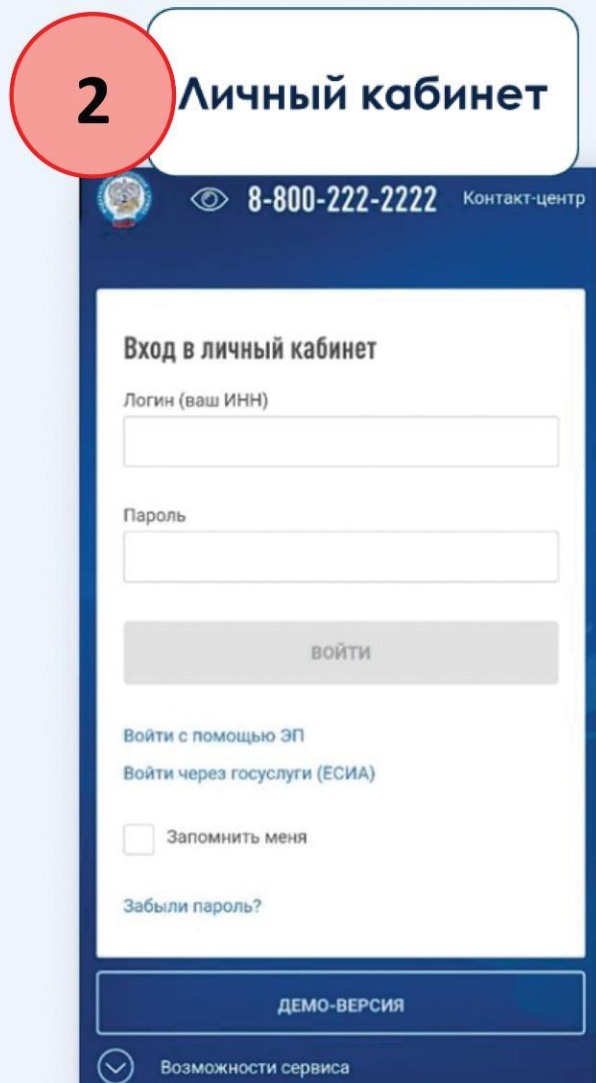 2
Личный кабинет
8-800-222-2222 Контакт-центр
Вход в личный кабинет
Логин (ваш ИНН)
Пароль
ВОЙТИ
Войти с помощью ЭП
Войти через госуслуги (ЕСИА)
Запомнить меня
Забыли пароль?
ДЕМО-ВЕРСИЯ
Возможности сервиса